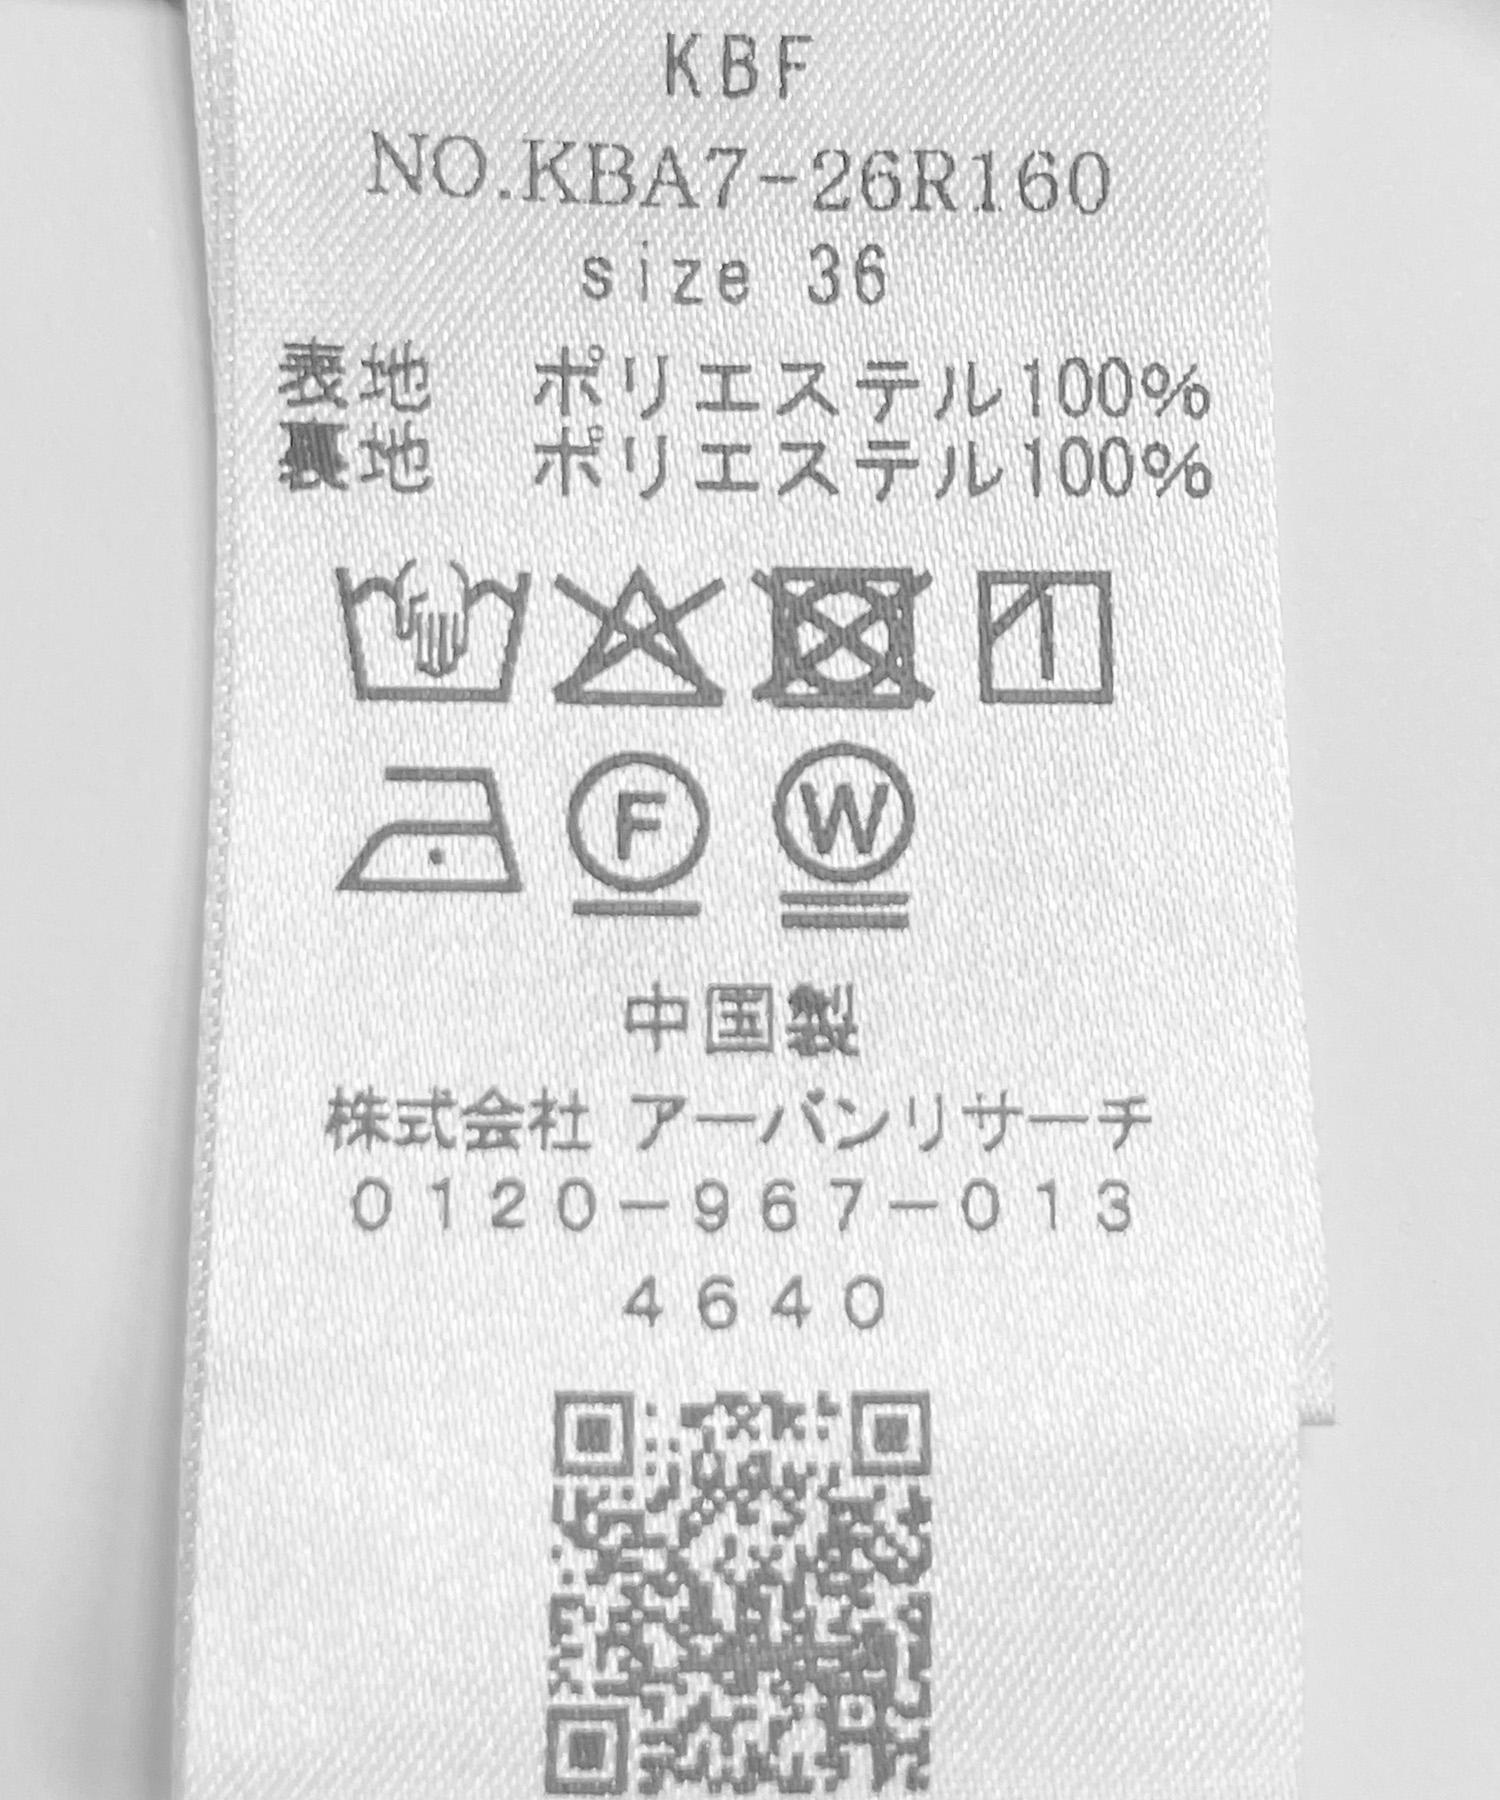 KBF
NO.KBA7-26R160
size 36
表地 ポリエステル100%
裏地 ポリエステル100%
F W
中国製
株式会社 アーバンリサーチ
0120-967-013
4640